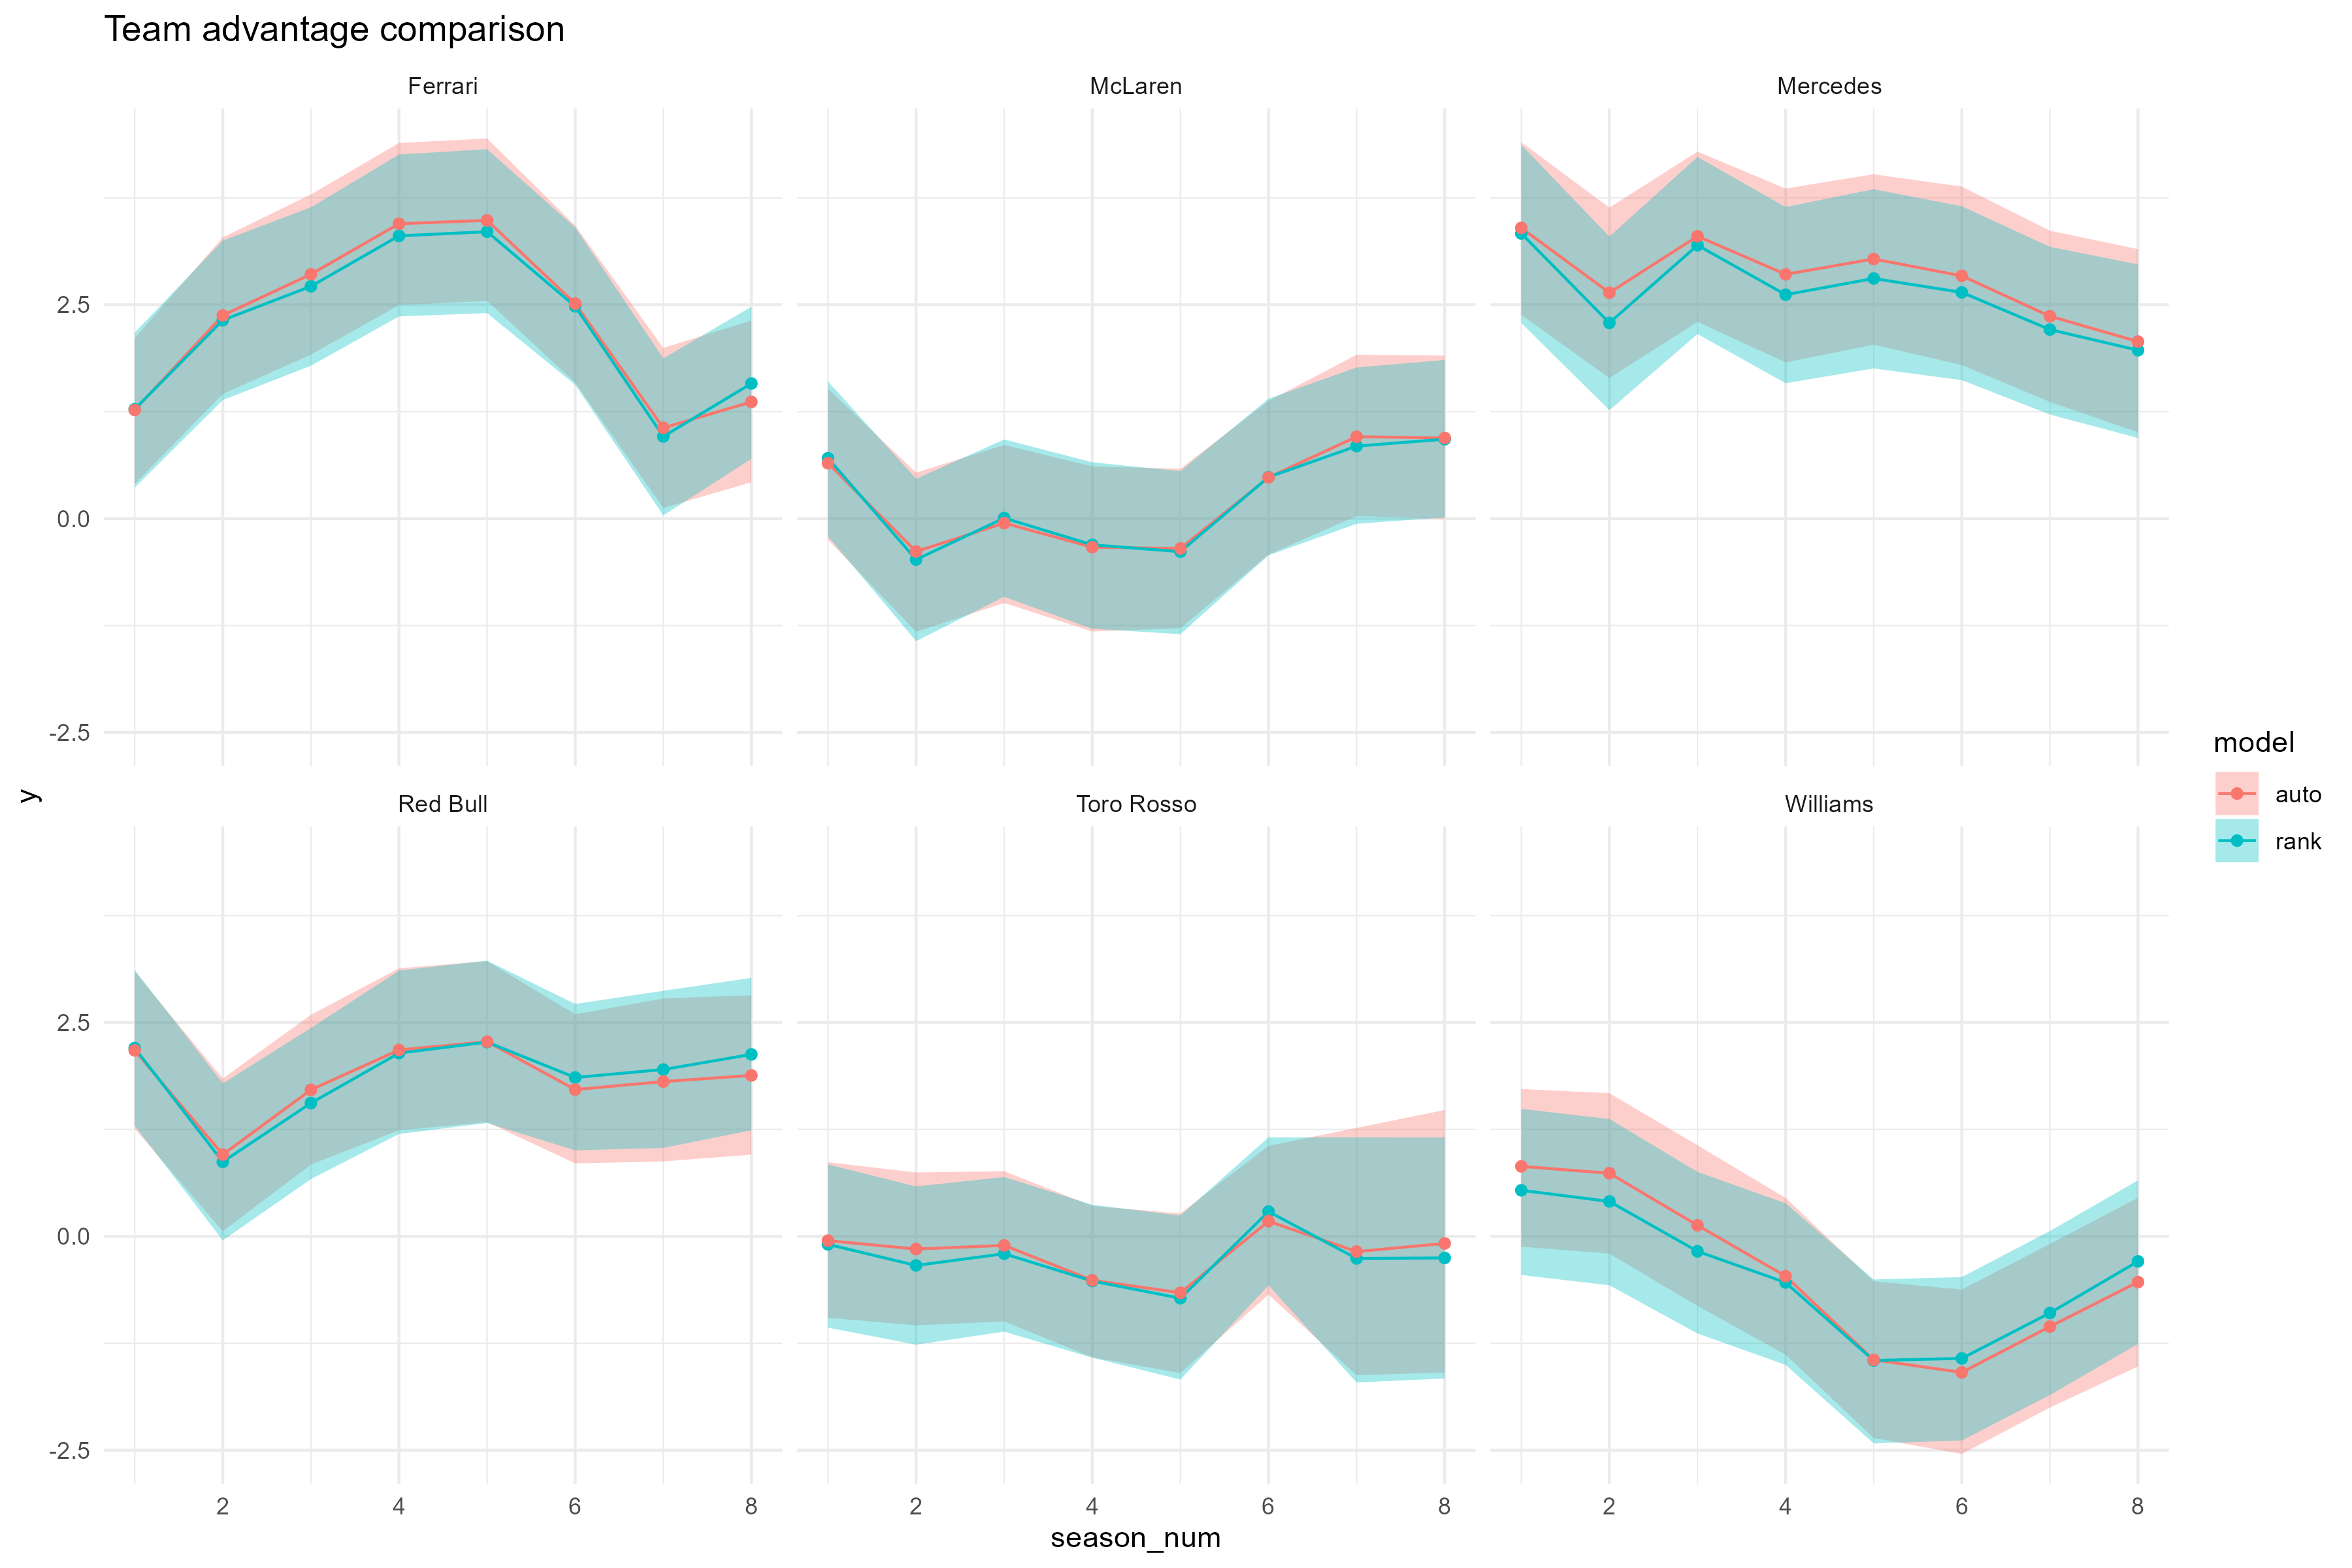 Team advantage comparison
Ferrari
McLaren
Mercedes
2.5
0.0
-2.5
y
Red Bull
Toro Rosso
Williams
2.5
0.0
-2.5
2
4
6
8
2
4
6
8
2
4
6
8
season_num
model
auto
rank